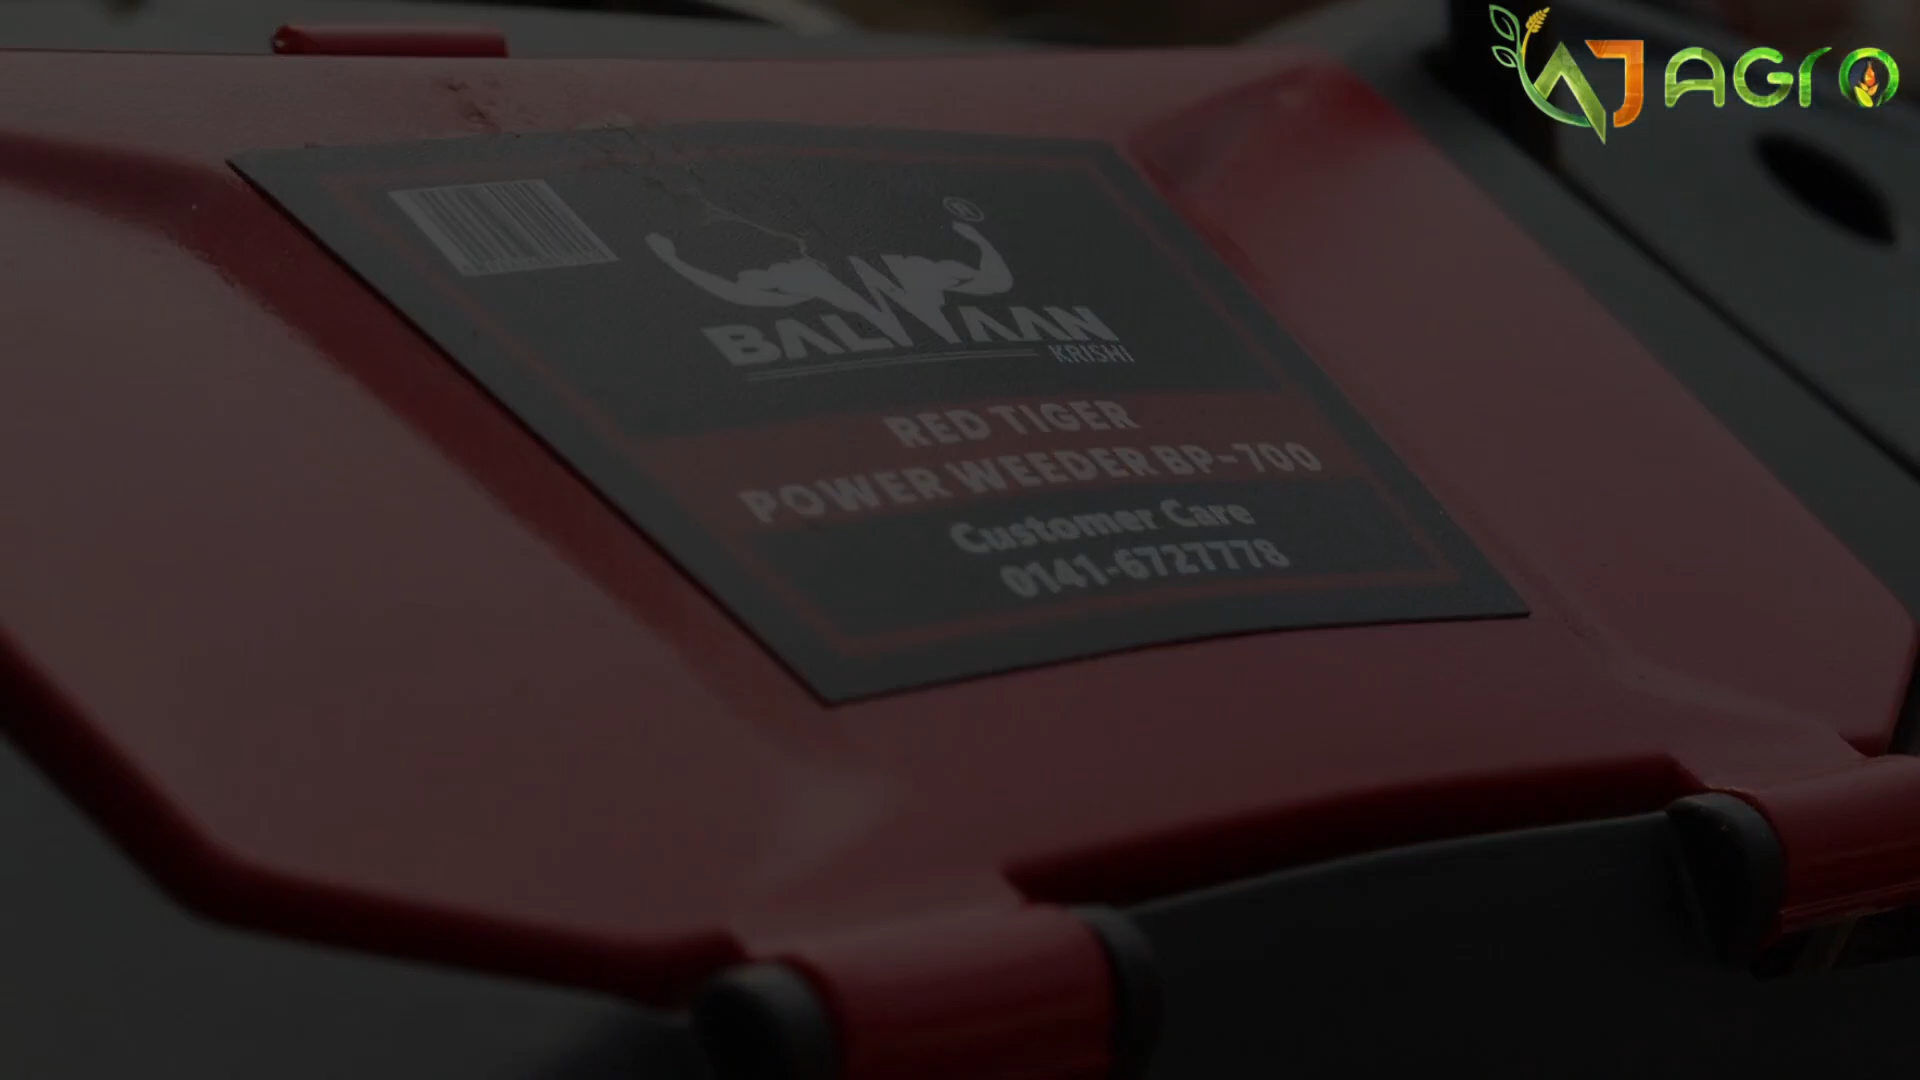 AJ AGrO
®
BALWAAN
KRISHI
RED TIGER
POWER WEEDER BP-700
Customer Care
0141-6727778